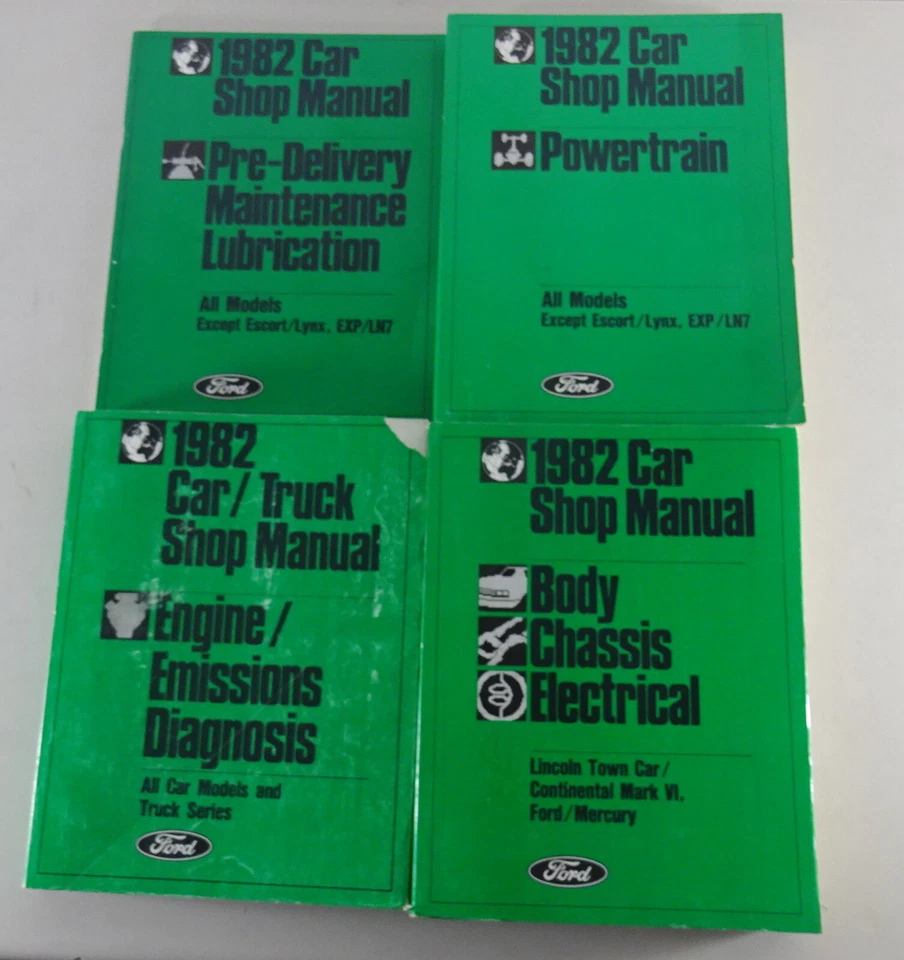 1982 Car
Shop Manual
Pre-Delivery
Maintenance
Lubrication
All Models
Except Escort/Lynx, EXP/LN7
Ford
1982 Car
Shop Manual
Powertrain
All Models
Except Escort/Lynx, EXP/LN7
Ford
1982
Car/Truck
Shop Manual
Engine/
Emissions
Diagnosis
All Car Models and
Truck Series
Ford
1982 Car
Shop Manual
Body
Chassis
Electrical
Lincoln Town Car/
Continental Mark VI,
Ford/Mercury
Ford